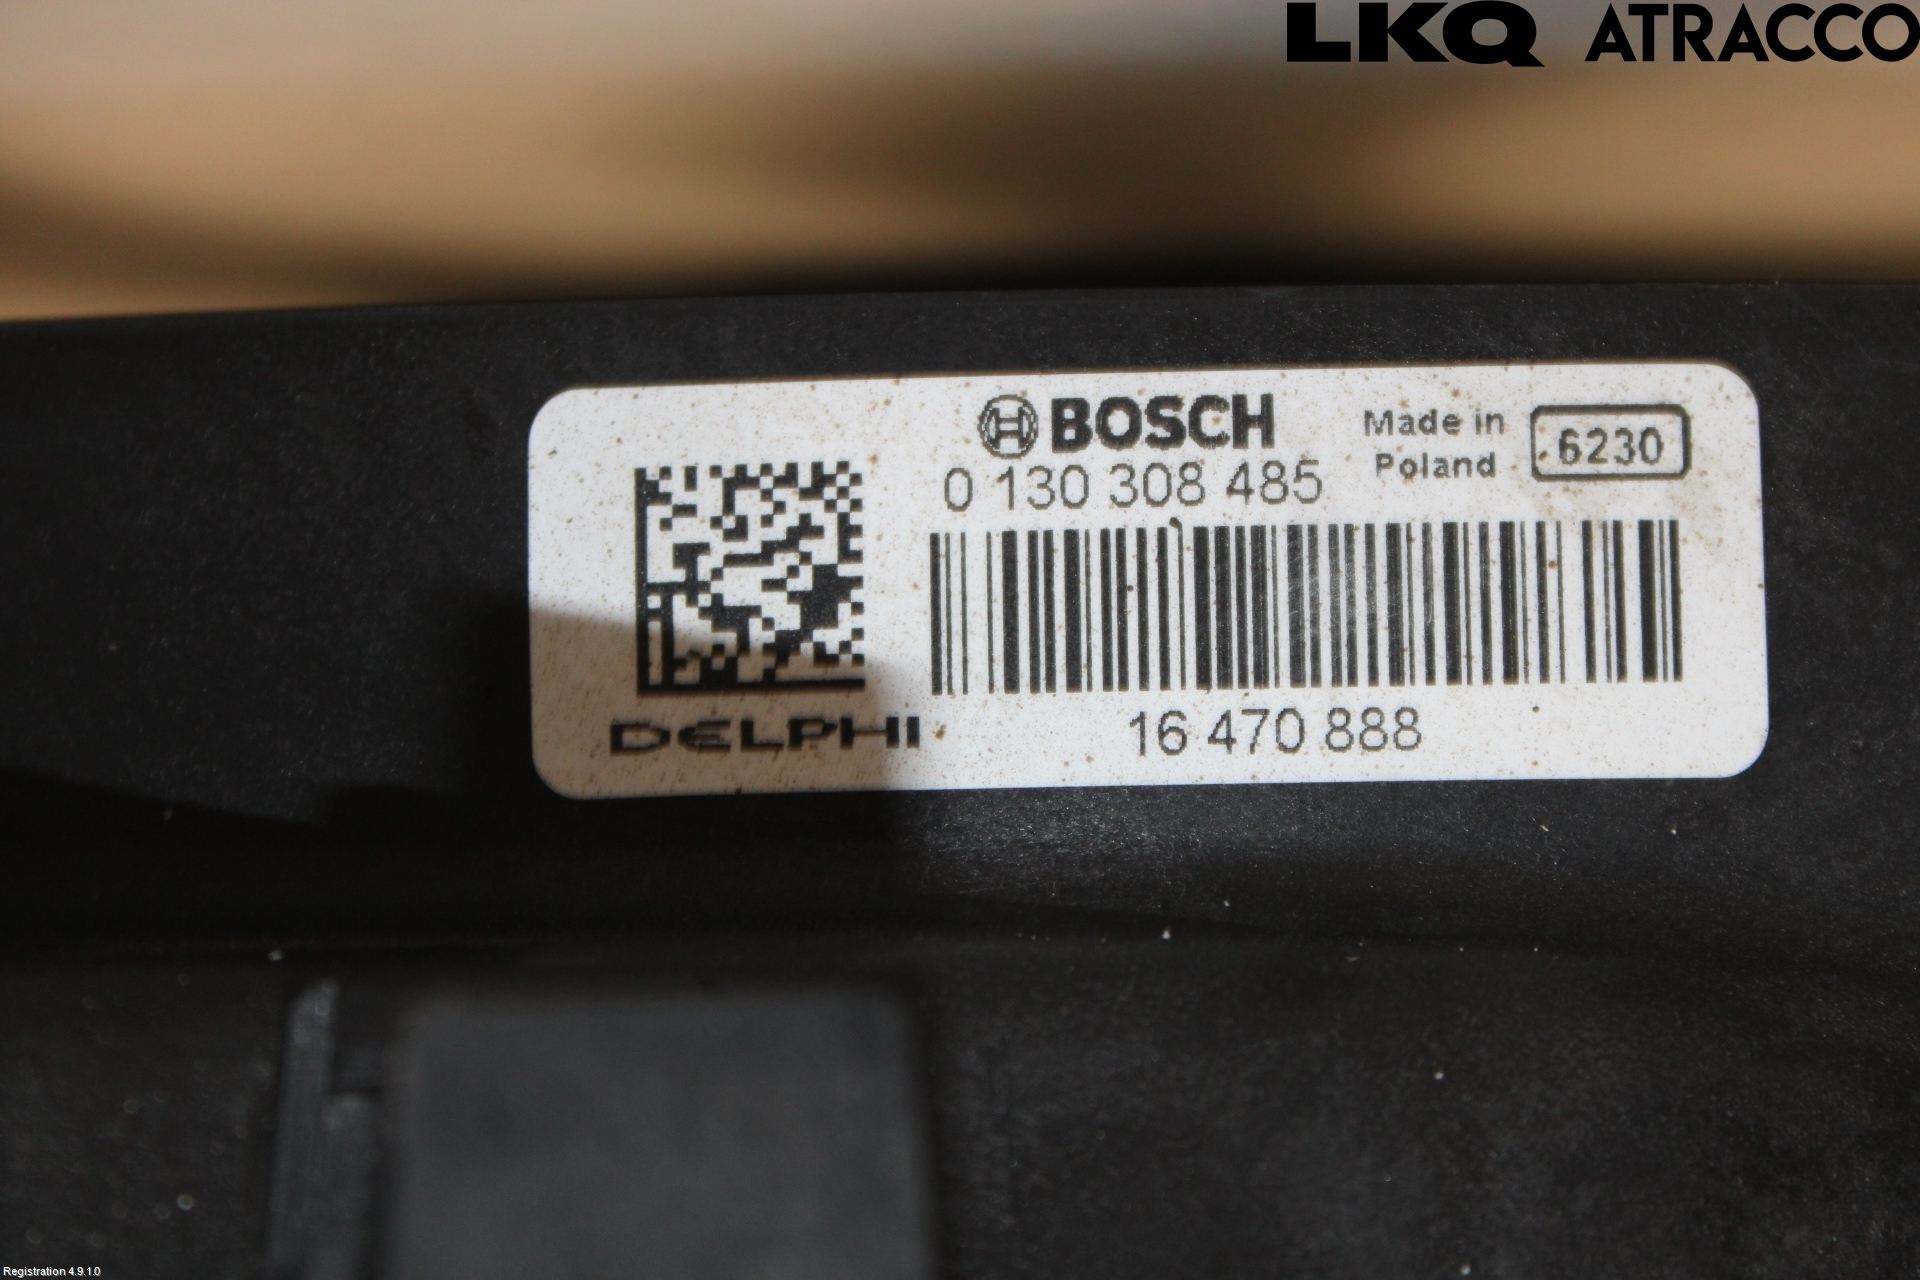 LKQ ATRACCO
BOSCH
Made in
Poland
6230
0 130 308 485
DELPHI
16 470 888
Registration 4.9.1.0